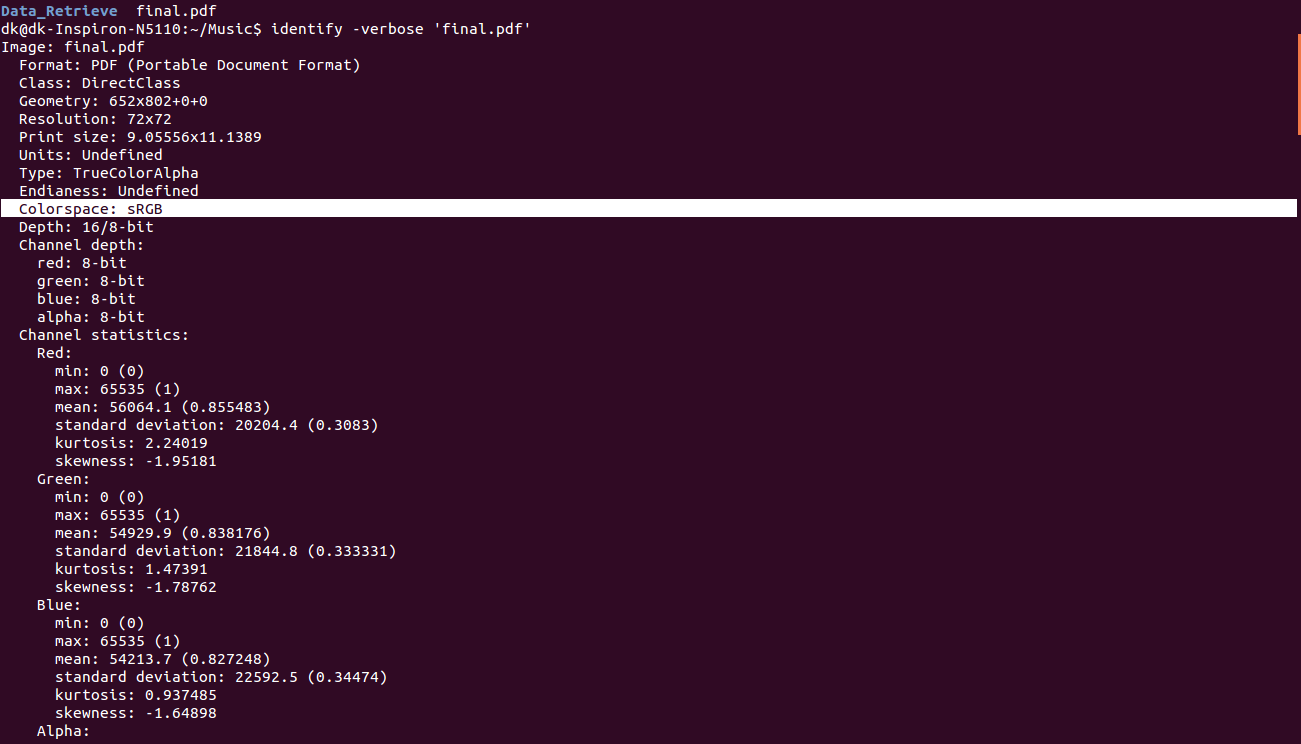 Data_Retrieve  final.pdf
dk@dk-Inspiron-N5110:~/Music$ identify -verbose 'final.pdf'
Image: final.pdf
  Format: PDF (Portable Document Format)
  Class: DirectClass
  Geometry: 652x802+0+0
  Resolution: 72x72
  Print size: 9.05556x11.1389
  Units: Undefined
  Type: TrueColorAlpha
  Endianess: Undefined
  Colorspace: sRGB
  Depth: 16/8-bit
  Channel depth:
    red: 8-bit
    green: 8-bit
    blue: 8-bit
    alpha: 8-bit
  Channel statistics:
    Red:
      min: 0 (0)
      max: 65535 (1)
      mean: 56064.1 (0.855483)
      standard deviation: 20204.4 (0.3083)
      kurtosis: 2.24019
      skewness: -1.95181
    Green:
      min: 0 (0)
      max: 65535 (1)
      mean: 54929.9 (0.838176)
      standard deviation: 21844.8 (0.333331)
      kurtosis: 1.47391
      skewness: -1.78762
    Blue:
      min: 0 (0)
      max: 65535 (1)
      mean: 54213.7 (0.827248)
      standard deviation: 22592.5 (0.34474)
      kurtosis: 0.937485
      skewness: -1.64898
    Alpha: